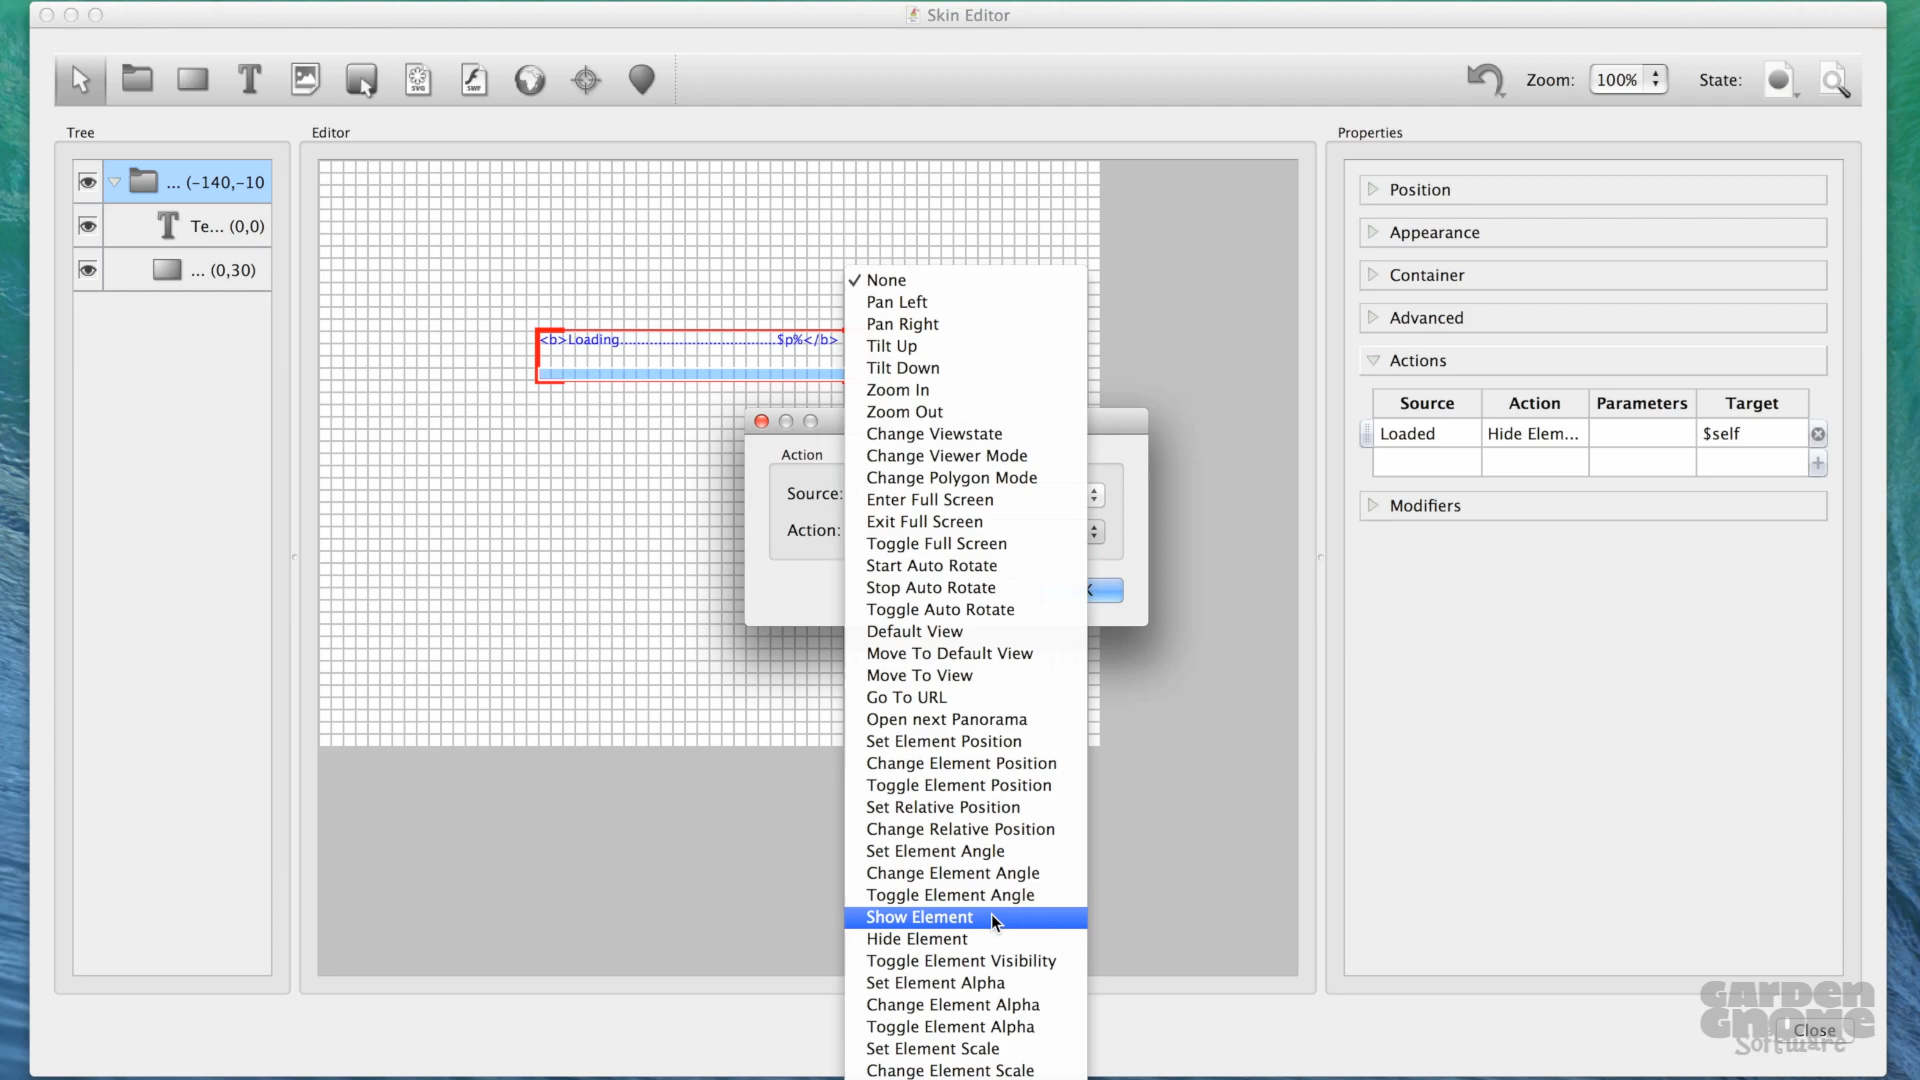 Skin Editor
SVG
SWF
Zoom: 100% State:
Tree
Editor
Properties
... (-140,-10
Te... (0,0)
... (0,30)
<b>Loading.....................................$p%</b>
Action
Source:
Action:
None
Pan Left
Pan Right
Tilt Up
Tilt Down
Zoom In
Zoom Out
Change Viewstate
Change Viewer Mode
Change Polygon Mode
Enter Full Screen
Exit Full Screen
Toggle Full Screen
Start Auto Rotate
Stop Auto Rotate
Toggle Auto Rotate
Default View
Move To Default View
Move To View
Go To URL
Open next Panorama
Set Element Position
Change Element Position
Toggle Element Position
Set Relative Position
Change Relative Position
Set Element Angle
Change Element Angle
Toggle Element Angle
Show Element
Hide Element
Toggle Element Visibility
Set Element Alpha
Change Element Alpha
Toggle Element Alpha
Set Element Scale
Change Element Scale
Position
Appearance
Container
Advanced
Actions
Source Action Parameters Target
Loaded Hide Elem... $self
Modifiers
GARDEN
GNOME
Software
Close